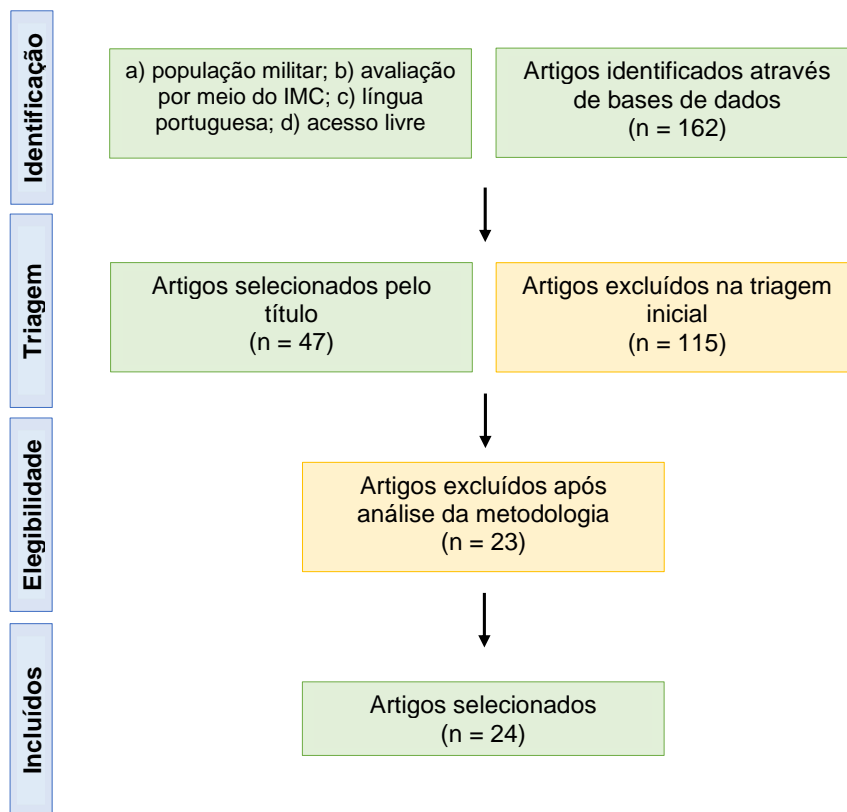 Identificação
a) população militar; b) avaliação
por meio do IMC; c) língua
portuguesa; d) acesso livre
Artigos identificados através
de bases de dados
(n = 162)
Triagem
Artigos selecionados pelo
título
(n = 47)
Artigos excluídos na triagem
inicial
(n = 115)
Elegibilidade
Artigos excluídos após
análise da metodologia
(n = 23)
Incluídos
Artigos selecionados
(n = 24)